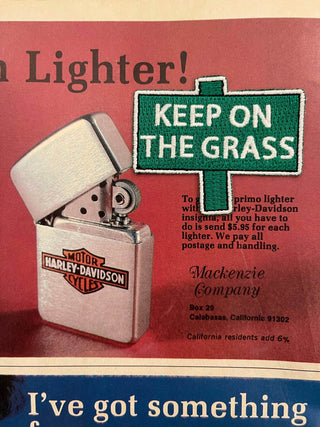 Lighter!
KEEP ON
THE GRASS
To primo lighter
with rley-Davidson
insignia, all you have to
do is send $5.95 for each
lighter. We pay all
postage and handling.
Mackenzie
Company
Box 29
Calabasas, California 91302
California residents add 6%
MOTOR
HARLEY-DAVIDSON
CYCLES
I've got something